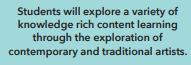 Students will explore a variety of
knowledge rich content learning
through the exploration of
contemporary and traditional artists.